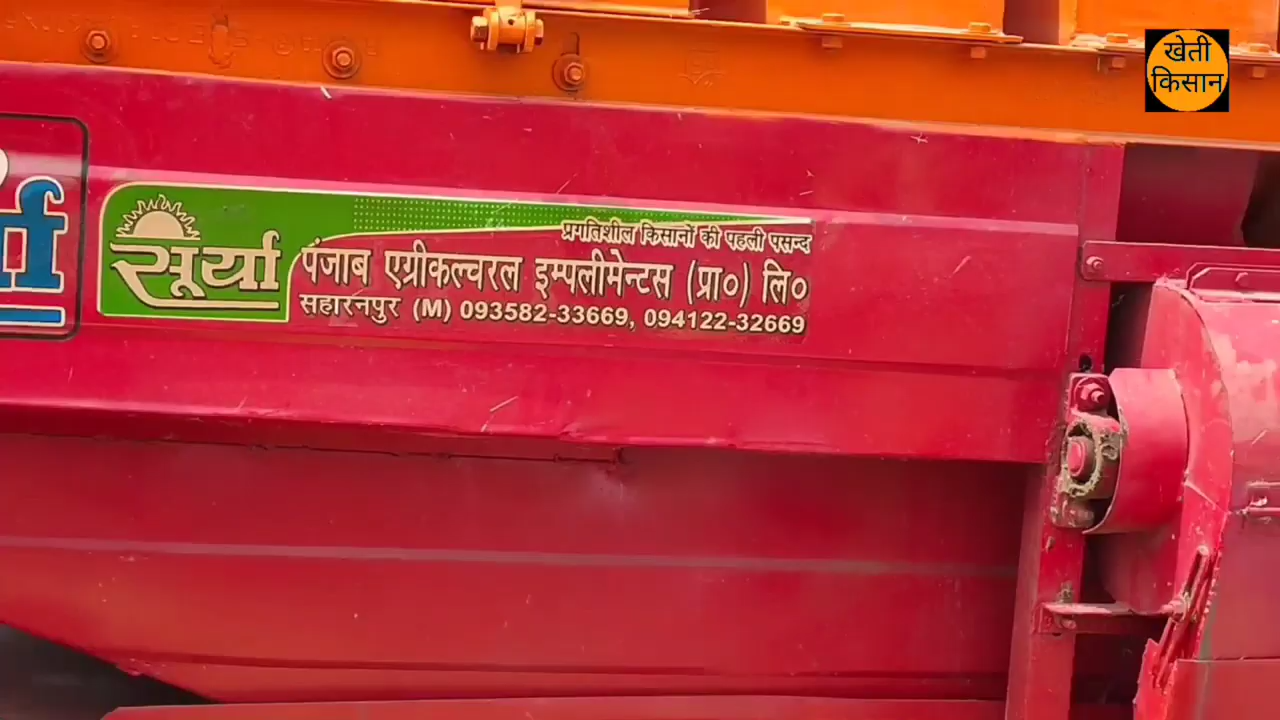 खेती
किसान
सूर्या
प्रगतिशील किसानों की पहली पसन्द
पंजाब एग्रीकल्चरल इम्पलीमेन्टस (प्रा०) लि०
सहारनपुर (M) 093582-33669, 094122-32669